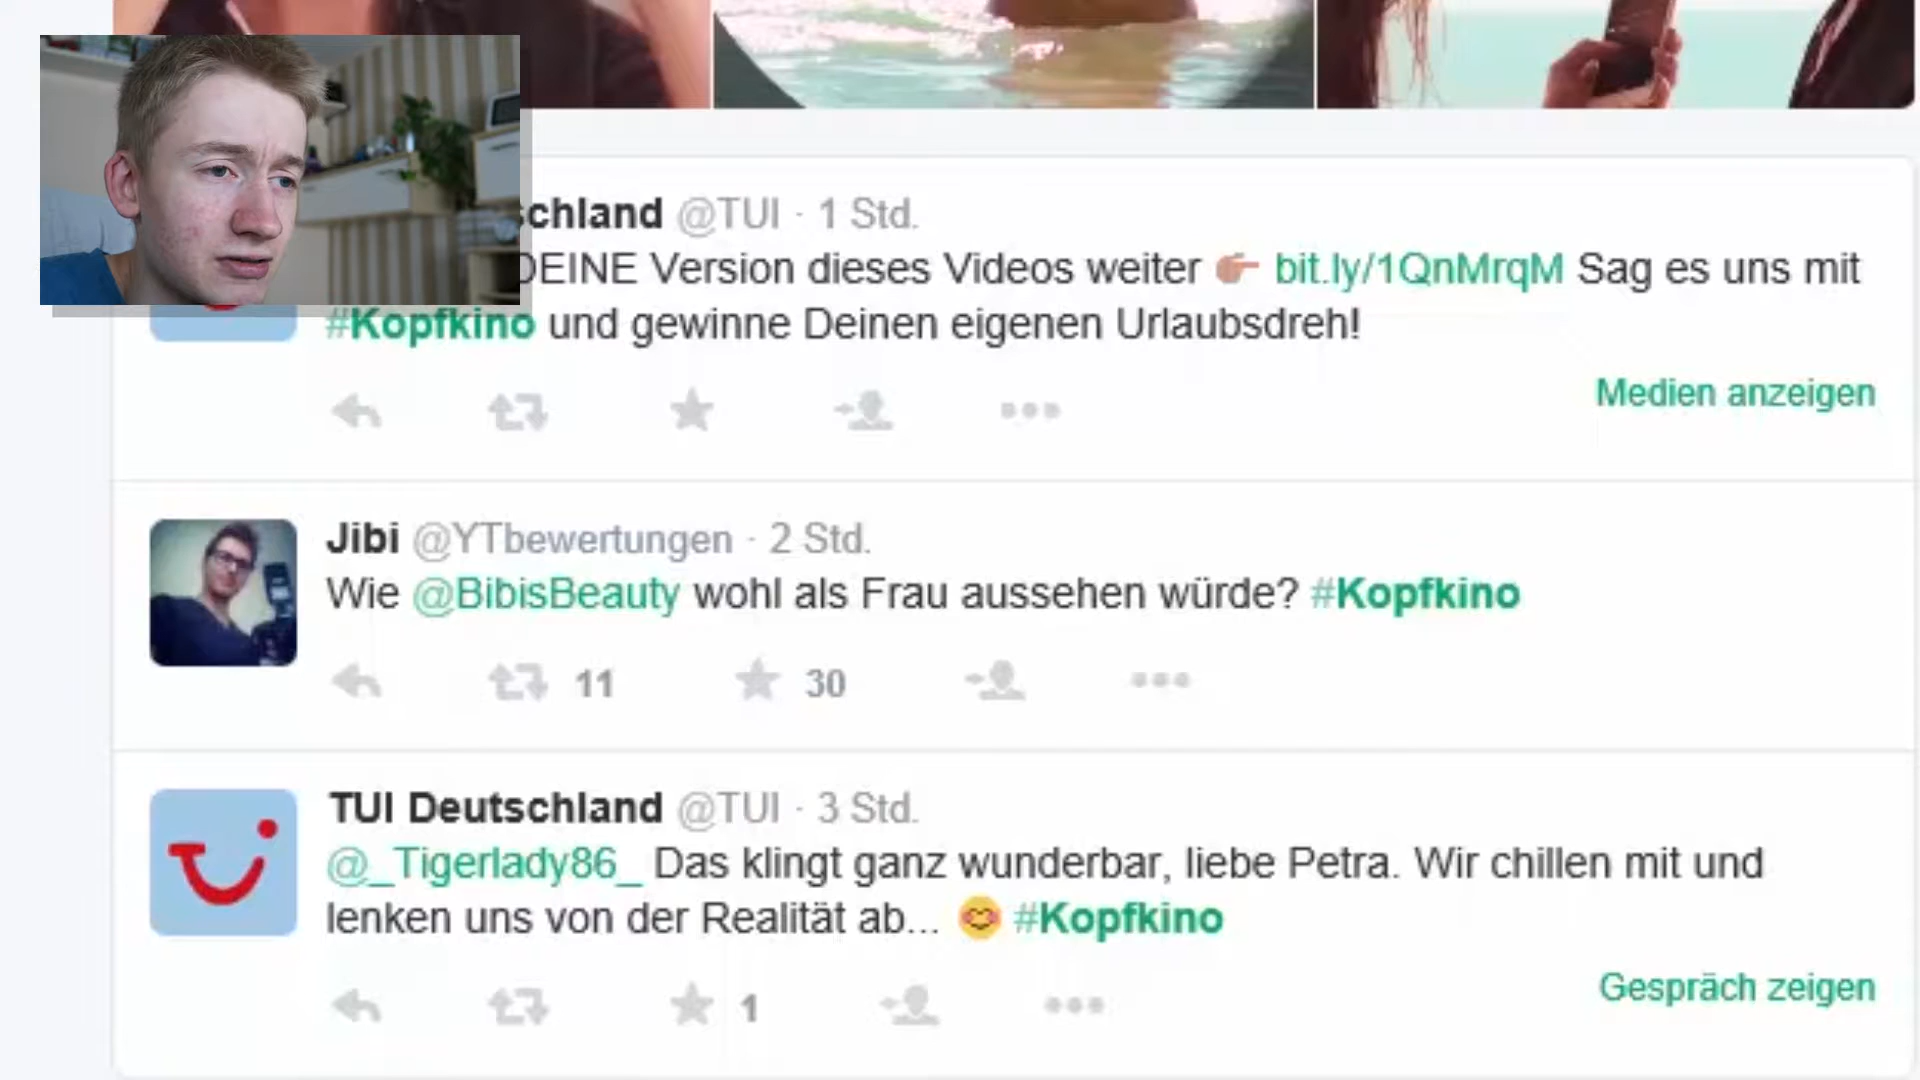 schland @TUI · 1 Std.
DEINE Version dieses Videos weiter bit.ly/1QnMrqM Sag es uns mit
#Kopfkino und gewinne Deinen eigenen Urlaubsdreh!
Medien anzeigen
Jibi @YTbewertungen · 2 Std.
Wie @BibisBeauty wohl als Frau aussehen würde? #Kopfkino
11 30
TUI Deutschland @TUI · 3 Std.
@_Tigerlady86_ Das klingt ganz wunderbar, liebe Petra. Wir chillen mit und
lenken uns von der Realität ab... 😊 #Kopfkino
Gespräch zeigen
1